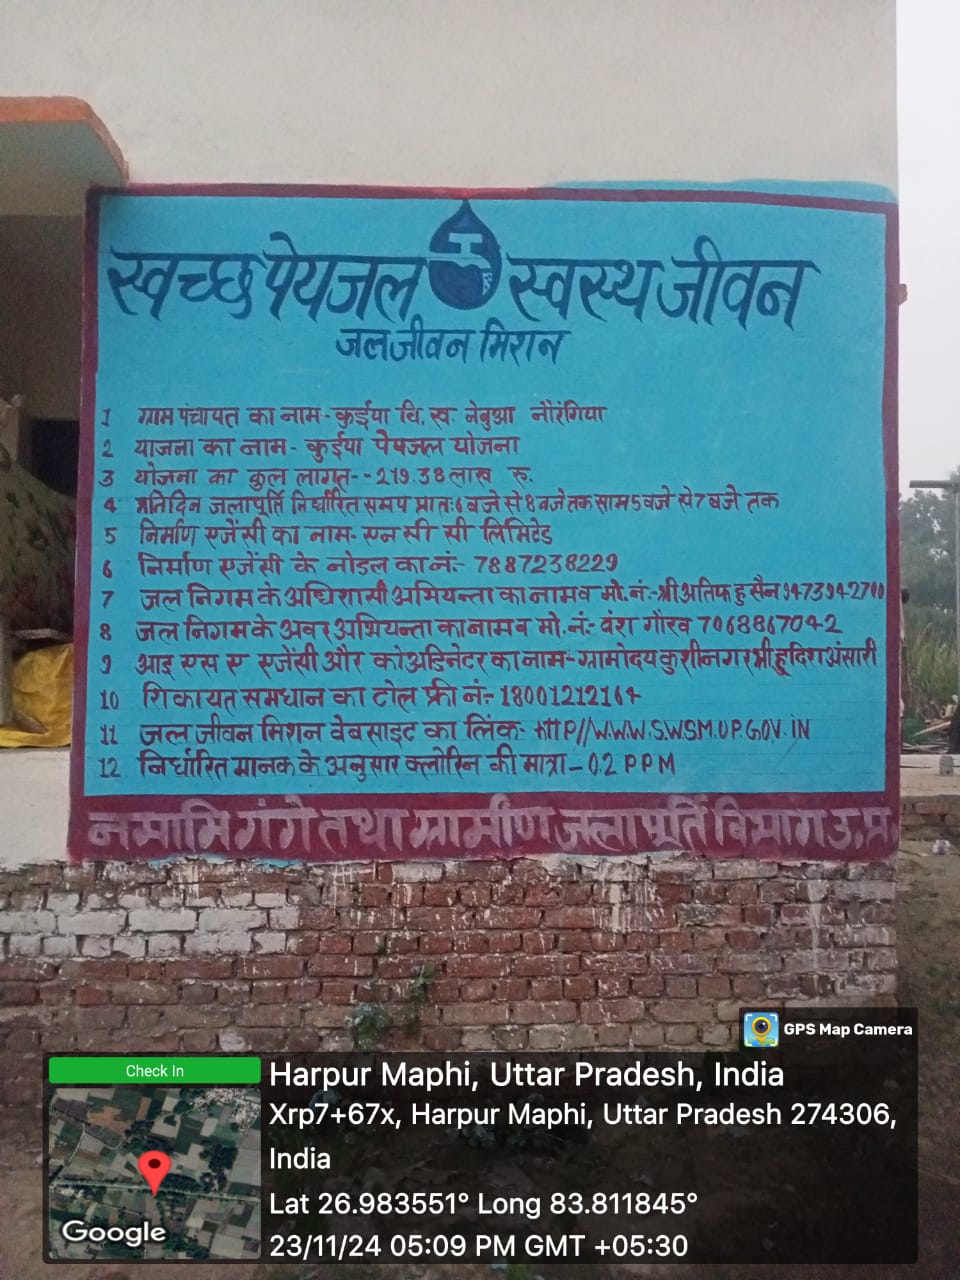 स्वच्छ पेयजल स्वस्थ जीवन
जल जीवन मिशन
1 ग्राम पंचायत का नाम- कुईया वि. ख. नेबुआ नौरंगिया
2 याजना का नाम- कुईया पेयजल योजना
3 योजना का कुल लागत-- 219.38 लाख रु.
4 प्रतिदिन जलापूर्ति निर्धारित समय प्रातः 6 बजे से 8 बजे तक साम 5 बजे से 7 बजे तक
5 निर्माण एजेंसी का नाम- एन सी सी लिमिटेड
6 निर्माण एजेंसी के नोडल का नं:- 7887238229
7 जल निगम के अधिशासी अभियन्ता का नाम व मो. नं:- श्री अतिफ हुसैन 9473942700
8 जल निगम के अवर अभियन्ता का नाम व मो. नं:- वंश गौरव 7068867042
9 आइ एस ए एजेंसी और कोअडिनेटर का नाम- ग्रामोदय कुशीनगर
10 शिकायत समधान का टोल फ्री नं:- 18001212164
11 जल जीवन मिशन वेबसाइट का लिंक:- HTTP//W.W.W.S.W.SM.UP.GOV.iN
12 निर्धारित मानक के अनुसार क्लोरिन की मात्रा - 0.2 PPM
नमामि गंगे तथा ग्रामीण जलापूर्ति विभाग उ.प्र.
GPS Map Camera
Check In
Harpur Maphi, Uttar Pradesh, India
Xrp7+67x, Harpur Maphi, Uttar Pradesh 274306,
India
Lat 26.983551° Long 83.811845°
23/11/24 05:09 PM GMT +05:30
Google